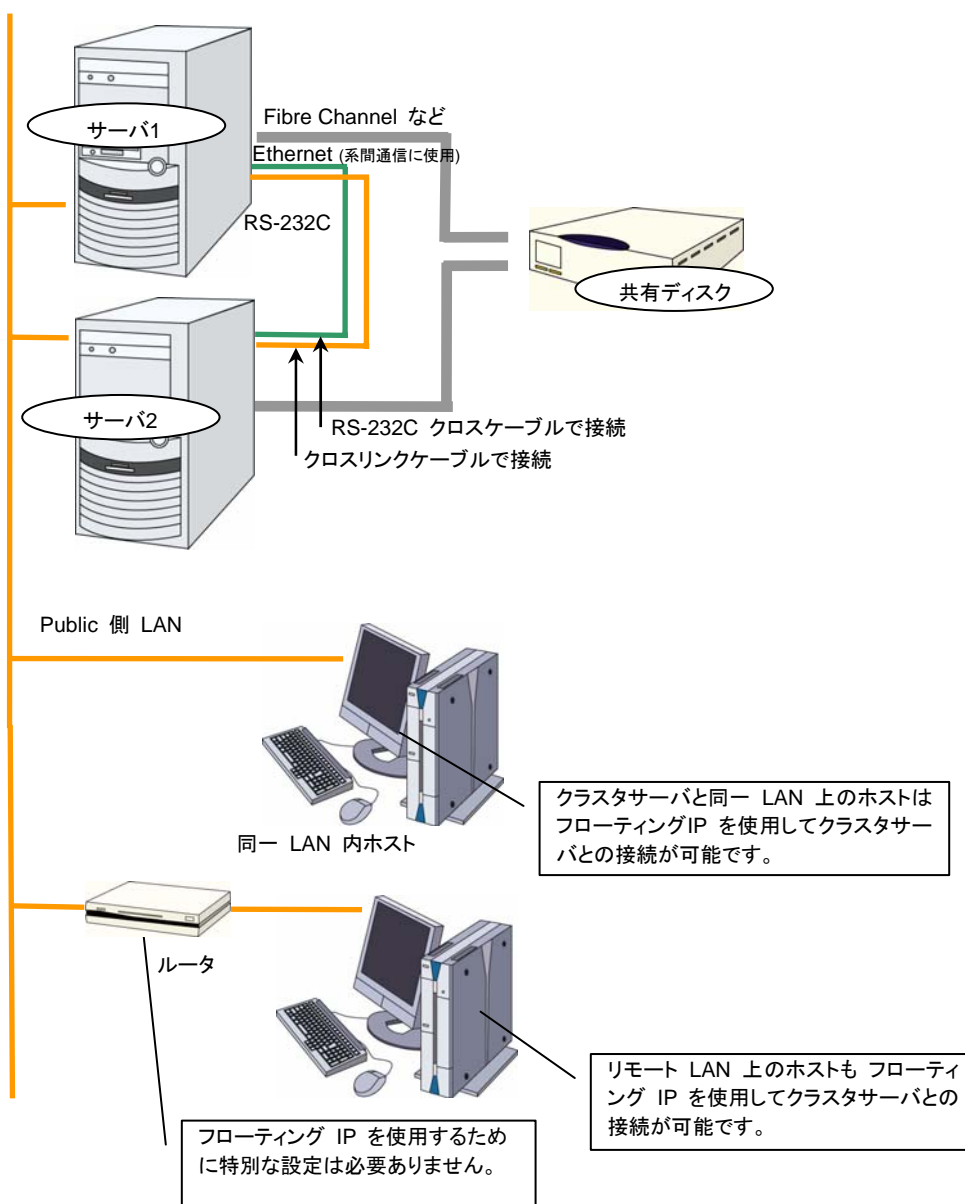 Fibre Channel など
サーバ1
Ethernet (系間通信に使用)
RS-232C
共有ディスク
サーバ2
RS-232C クロスケーブルで接続
クロスリンクケーブルで接続
Public 側 LAN
クラスタサーバと同一 LAN 上のホストは
フローティングIP を使用してクラスタサー
バとの接続が可能です。
同一 LAN 内ホスト
ルータ
リモート LAN 上のホストも フローティ
ング IP を使用してクラスタサーバとの
接続が可能です。
フローティング IP を使用するため
に特別な設定は必要ありません。